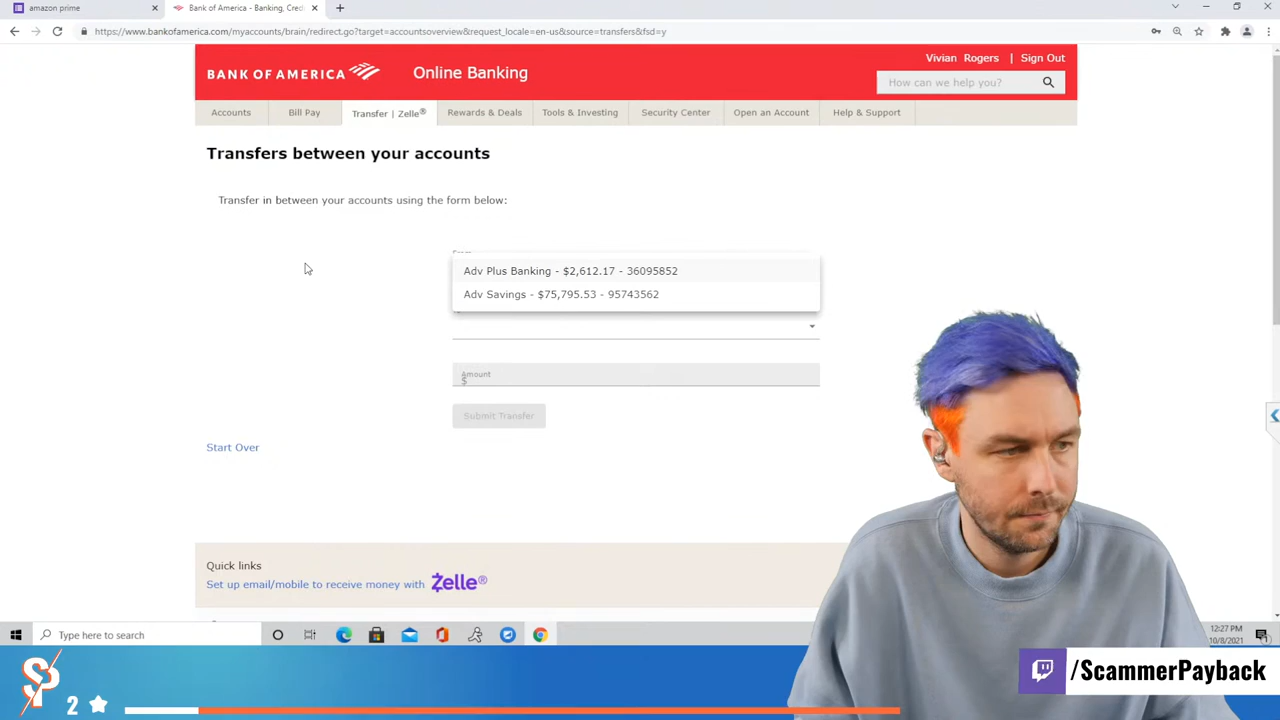 amazon prime
Bank of America - Banking, Cred
https://www.bankofamerica.com/myaccounts/brain/redirect.go?target=accountsoverview&request_locale=en-us&source=transfers&fsd=y
Vivian Rogers | Sign Out
BANK OF AMERICA Online Banking
How can we help you?
Accounts Bill Pay Transfer | Zelle® Rewards & Deals Tools & Investing Security Center Open an Account Help & Support
Transfers between your accounts
Transfer in between your accounts using the form below:
From
Adv Plus Banking - $2,612.17 - 36095852
Adv Savings - $75,795.53 - 95743562
Amount
$
Submit Transfer
Start Over
Quick links
Set up email/mobile to receive money with Zelle®
Type here to search
12:27 PM
10/8/2021
SP
2
/ScammerPayback